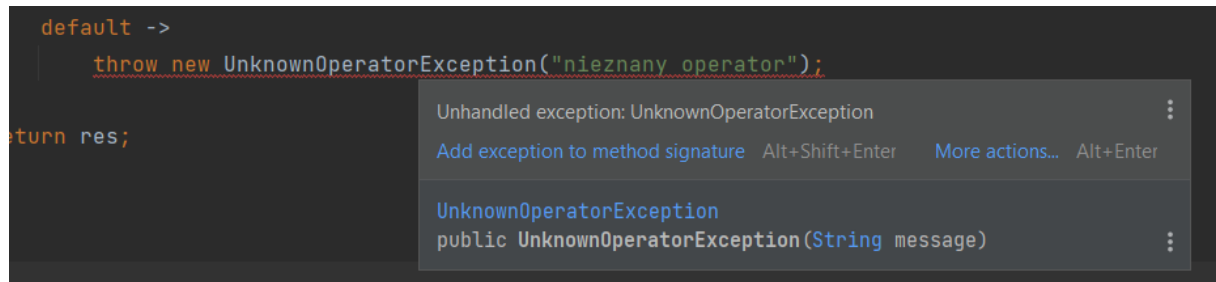 default ->
throw new UnknownOperatorException("nieznany operator");
eturn res;
Unhandled exception: UnknownOperatorException
Add exception to method signature Alt+Shift+Enter More actions... Alt+Enter
UnknownOperatorException
public UnknownOperatorException(String message)